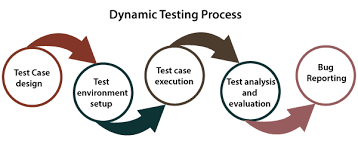 Dynamic Testing Process
Test Case
design
Test
environment
setup
Test case
execution
Test analysis
and
evaluation
Bug
Reporting